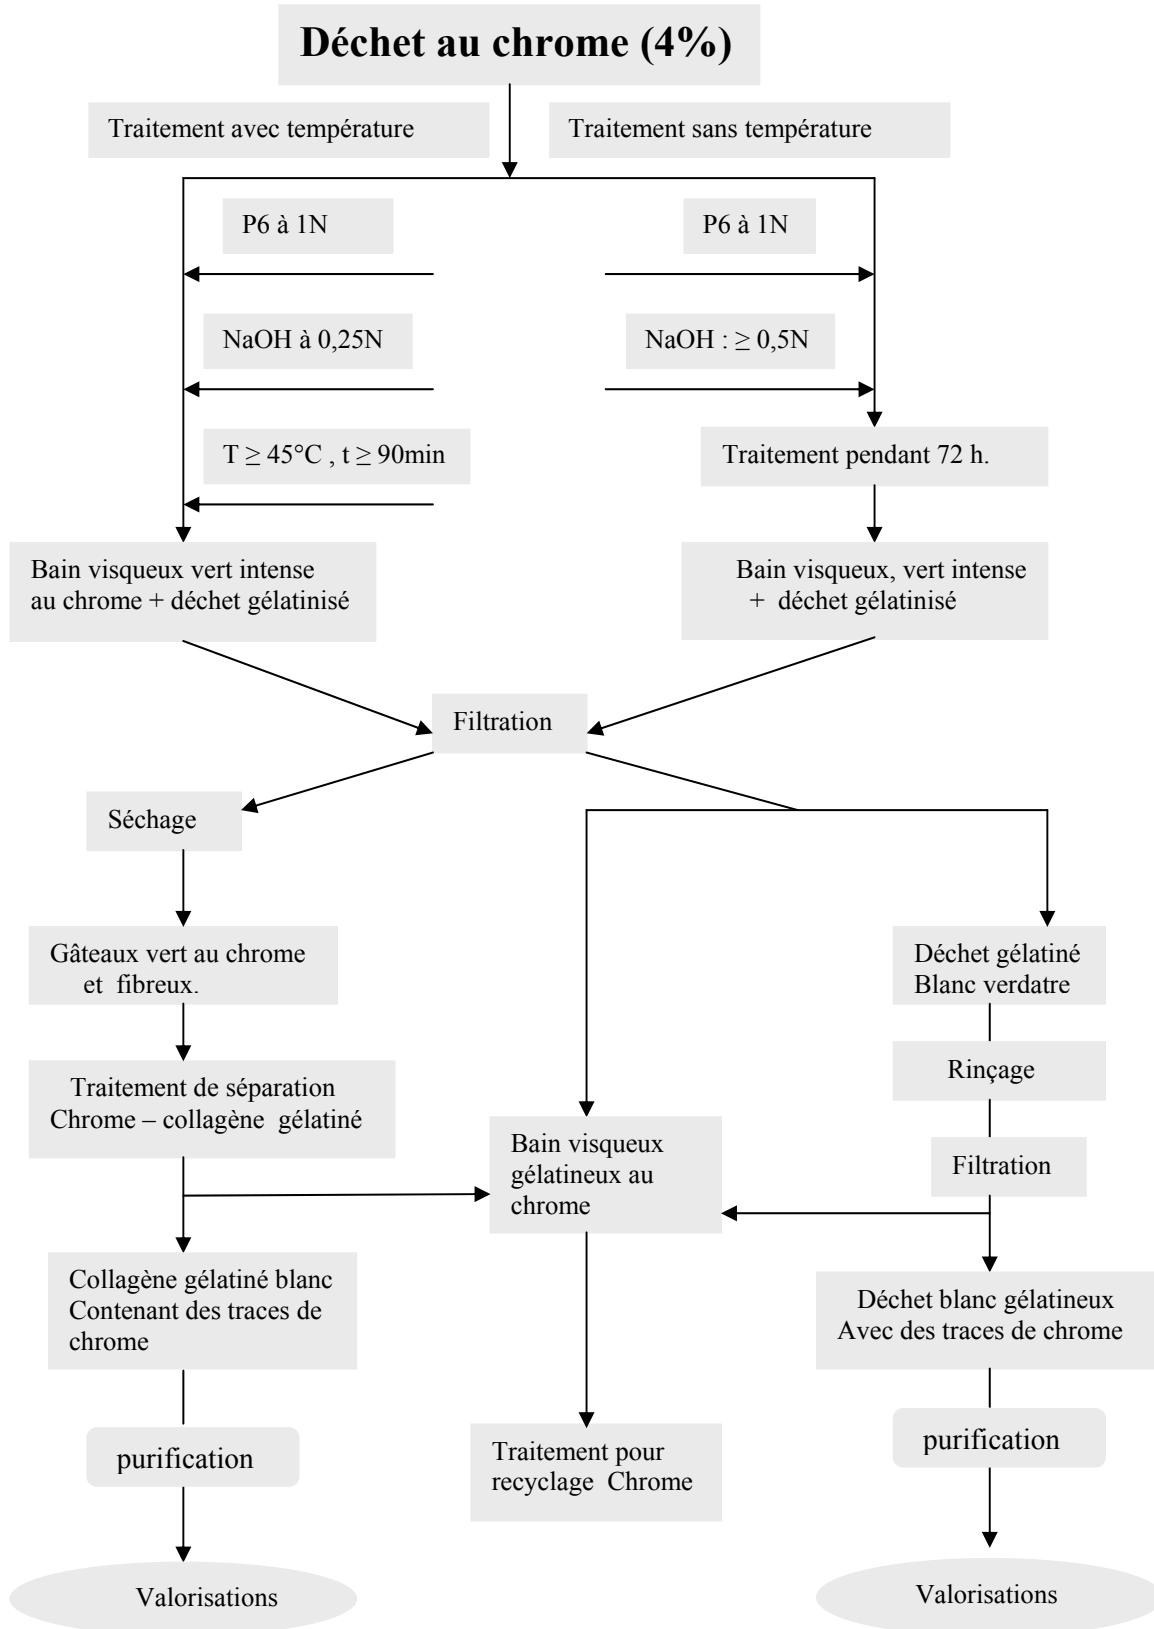 Déchet au chrome (4%)
Traitement avec température
Traitement sans température
P6 à 1N
P6 à 1N
NaOH à 0,25N
NaOH : ≥ 0,5N
T ≥ 45°C , t ≥ 90min
Traitement pendant 72 h.
Bain visqueux vert intense
au chrome + déchet gélatinisé
Bain visqueux, vert intense
+ déchet gélatinisé
Filtration
Séchage
Gâteaux vert au chrome
et fibreux.
Déchet gélatiné
Blanc verdatre
Traitement de séparation
Chrome – collagène gélatiné
Rinçage
Bain visqueux
gélatineux au
chrome
Filtration
Collagène gélatiné blanc
Contenant des traces de
chrome
Déchet blanc gélatineux
Avec des traces de chrome
purification
Traitement pour
recyclage Chrome
purification
Valorisations
Valorisations